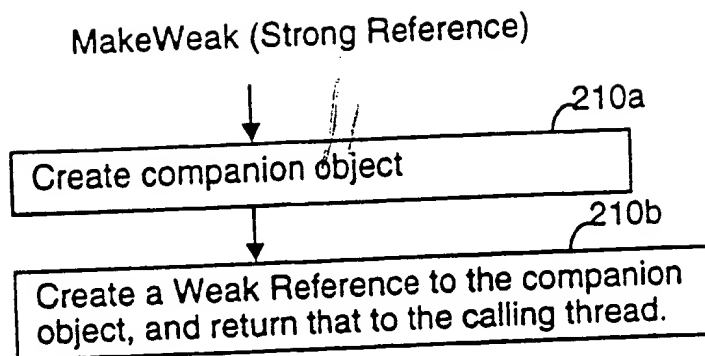 MakeWeak (Strong Reference)
210a
Create companion object
210b
Create a Weak Reference to the companion
object, and return that to the calling thread.